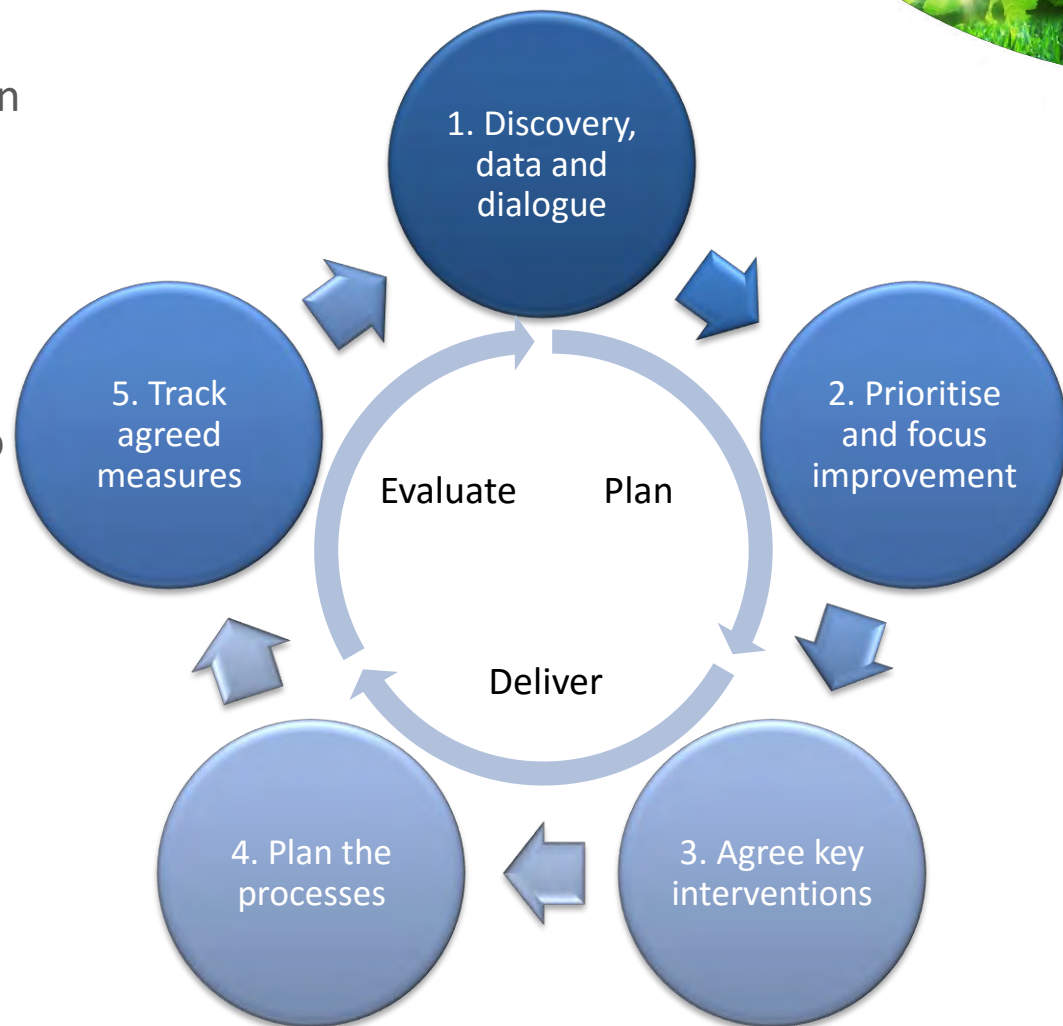 1. Discovery,
data and
dialogue
2. Prioritise
and focus
improvement
3. Agree key
interventions
4. Plan the
processes
5. Track
agreed
measures
Evaluate
Plan
Deliver